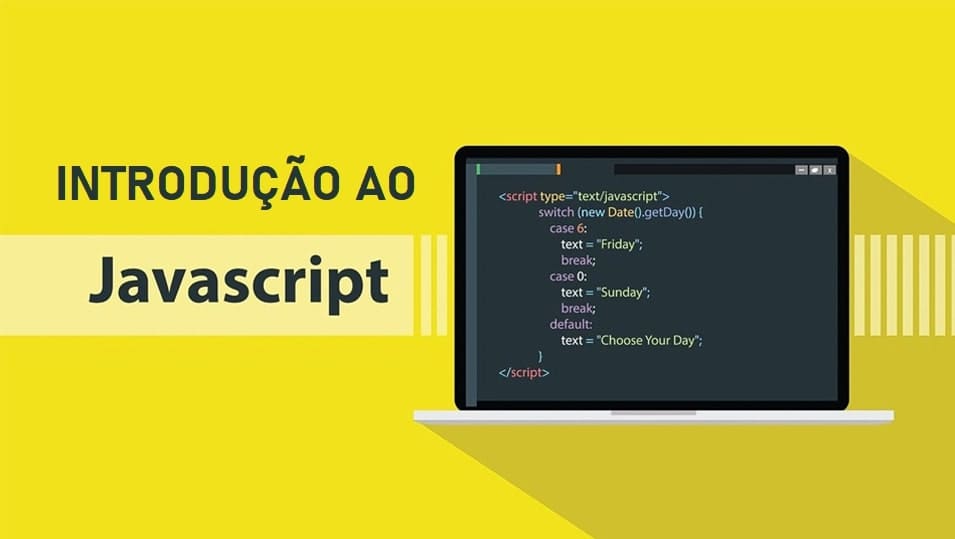 INTRODUÇÃO AO
Javascript
<script type="text/javascript">
switch (new Date().getDay()) {
case 6:
text = "Friday";
break;
case 0:
text = "Sunday";
break;
default:
text = "Choose Your Day";
}
</script>